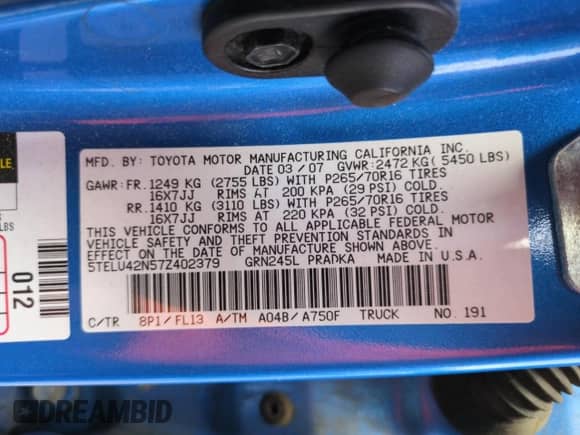 MFD. BY: TOYOTA MOTOR MANUFACTURING CALIFORNIA INC.
DATE 03 / 07 GVWR: 2472 KG ( 5450 LBS)
GAWR: FR. 1249 KG (2755 LBS) WITH P265/70R16 TIRES
16X7JJ RIMS AT 200 KPA (29 PSI) COLD.
RR. 1410 KG (3110 LBS) WITH P265/70R16 TIRES
16X7JJ RIMS AT 220 KPA (32 PSI) COLD.
THIS VEHICLE CONFORMS TO ALL APPLICABLE FEDERAL MOTOR
VEHICLE SAFETY AND THEFT PREVENTION STANDARDS IN
EFFECT ON THE DATE OF MANUFACTURE SHOWN ABOVE.
5TELU42N57Z402379 GRN245L PRADKA MADE IN U.S.A.
C/TR 8P1/FL13 A/TM A04B/A750F TRUCK NO. 191
LBS
012
DREAMBID